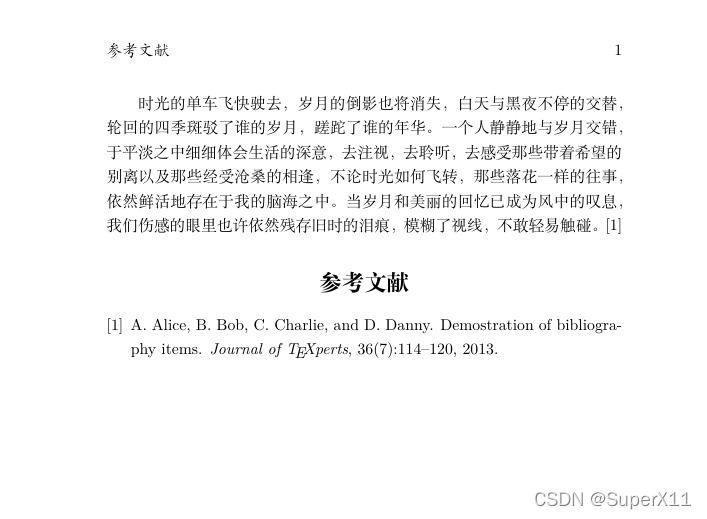 参考文献 1
时光的单车飞快驶去，岁月的倒影也将消失，白天与黑夜不停的交替，
轮回的四季斑驳了谁的岁月，蹉跎了谁的年华。一个人静静地与岁月交错，
于平淡之中细细体会生活的深意，去注视，去聆听，去感受那些带着希望的
别离以及那些经受沧桑的相逢，不论时光如何飞转，那些落花一样的往事，
依然鲜活地存在于我的脑海之中。当岁月和美丽的回忆已成为风中的叹息，
我们伤感的眼里也许依然残存旧时的泪痕，模糊了视线，不敢轻易触碰。[1]
参考文献
[1] A. Alice, B. Bob, C. Charlie, and D. Danny. Demostration of bibliogra-
phy items. Journal of TEXperts, 36(7):114–120, 2013.
CSDN @SuperX11